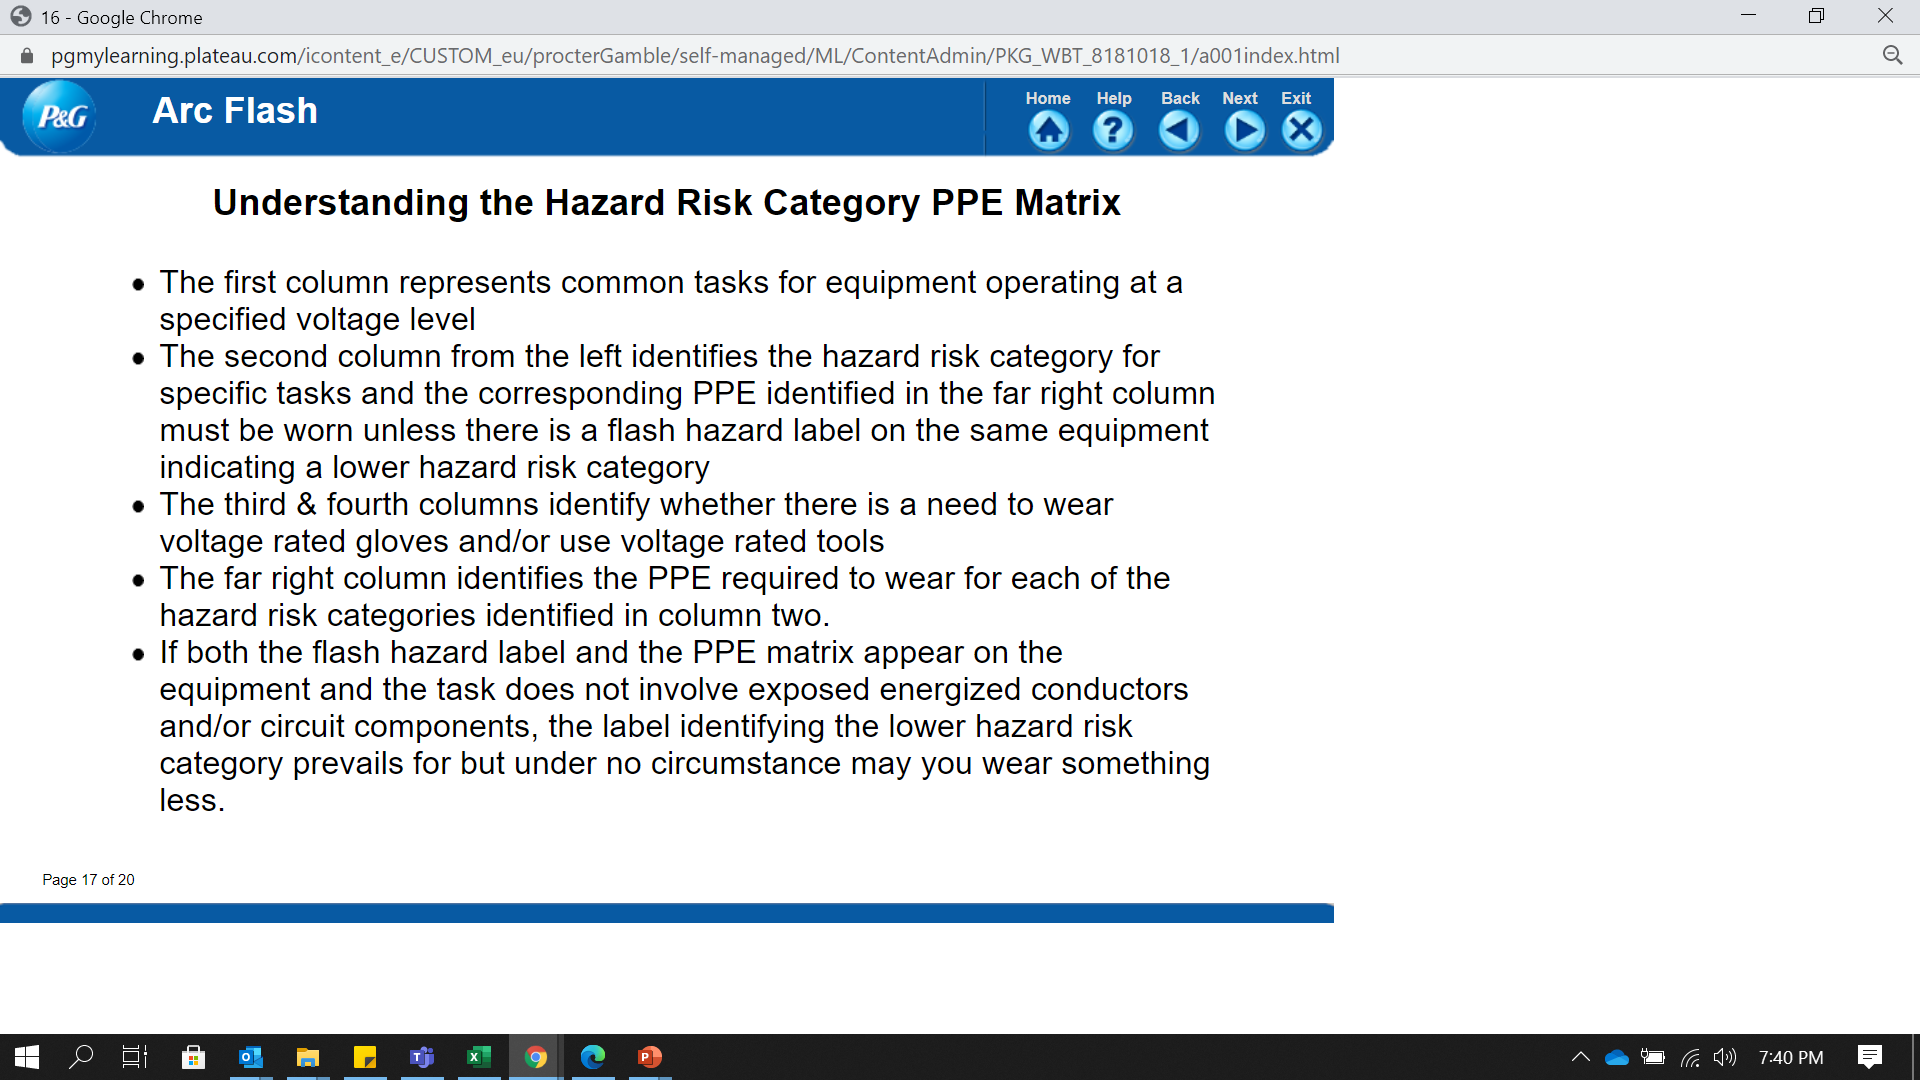 16 - Google Chrome
pgmylearning.plateau.com/icontent_e/CUSTOM_eu/procterGamble/self-managed/ML/ContentAdmin/PKG_WBT_8181018_1/a001index.html
P&G
Arc Flash
Home Help Back Next Exit
Understanding the Hazard Risk Category PPE Matrix
• The first column represents common tasks for equipment operating at a
specified voltage level
• The second column from the left identifies the hazard risk category for
specific tasks and the corresponding PPE identified in the far right column
must be worn unless there is a flash hazard label on the same equipment
indicating a lower hazard risk category
• The third & fourth columns identify whether there is a need to wear
voltage rated gloves and/or use voltage rated tools
• The far right column identifies the PPE required to wear for each of the
hazard risk categories identified in column two.
• If both the flash hazard label and the PPE matrix appear on the
equipment and the task does not involve exposed energized conductors
and/or circuit components, the label identifying the lower hazard risk
category prevails for but under no circumstance may you wear something
less.
Page 17 of 20
7:40 PM